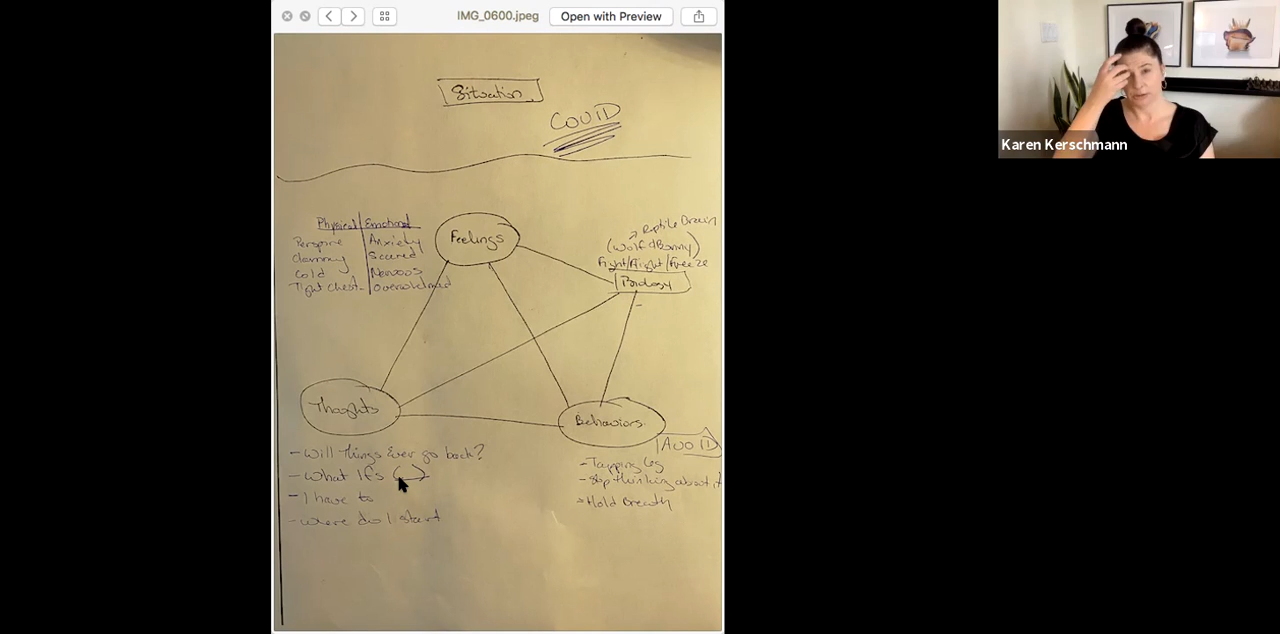 IMG_0600.jpeg
Open with Preview
Karen Kerschmann
Situation
COVID
Physical Emotional
Perspire Anxiety
Clammy Scared
Cold Nervous
Tight Chest Overwhelmed
Feelings
Reptile Brain
(Wolf & Bunny)
Fight/Flight/Freeze
Biology
Thoughts
- Will Things Ever go back?
- What Ifs ( )
- I have to
- Where do I start
Behaviors
AVOID
- Tapping Leg
- Stop thinking about it
- Hold Breath